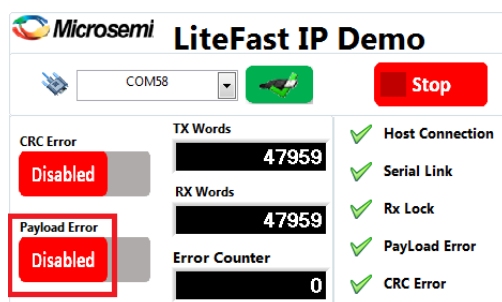 Microsemi
LiteFast IP Demo
COM58
Stop
CRC Error
Disabled
Payload Error
Disabled
TX Words
47959
RX Words
47959
Error Counter
0
Host Connection
Serial Link
Rx Lock
PayLoad Error
CRC Error